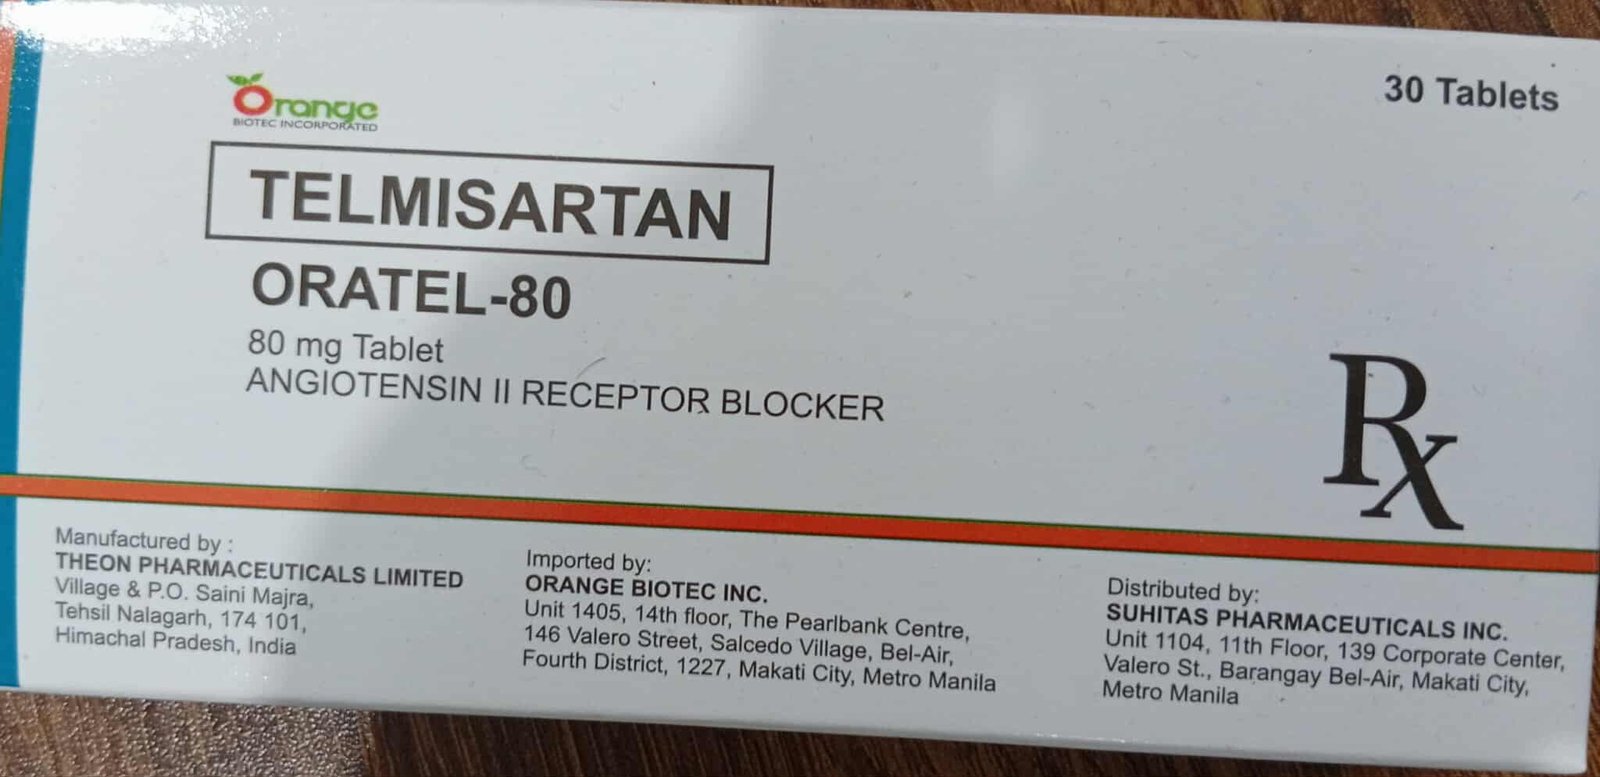 Orange
BIOTEC INCORPORATED
30 Tablets
TELMISARTAN
ORATEL-80
80 mg Tablet
ANGIOTENSIN II RECEPTOR BLOCKER
Rx
Manufactured by :
THEON PHARMACEUTICALS LIMITED
Village & P.O. Saini Majra,
Tehsil Nalagarh, 174 101,
Himachal Pradesh, India
Imported by:
ORANGE BIOTEC INC.
Unit 1405, 14th floor, The Pearlbank Centre,
146 Valero Street, Salcedo Village, Bel-Air,
Fourth District, 1227, Makati City, Metro Manila
Distributed by:
SUHITAS PHARMACEUTICALS INC.
Unit 1104, 11th Floor, 139 Corporate Center,
Valero St., Barangay Bel-Air, Makati City,
Metro Manila